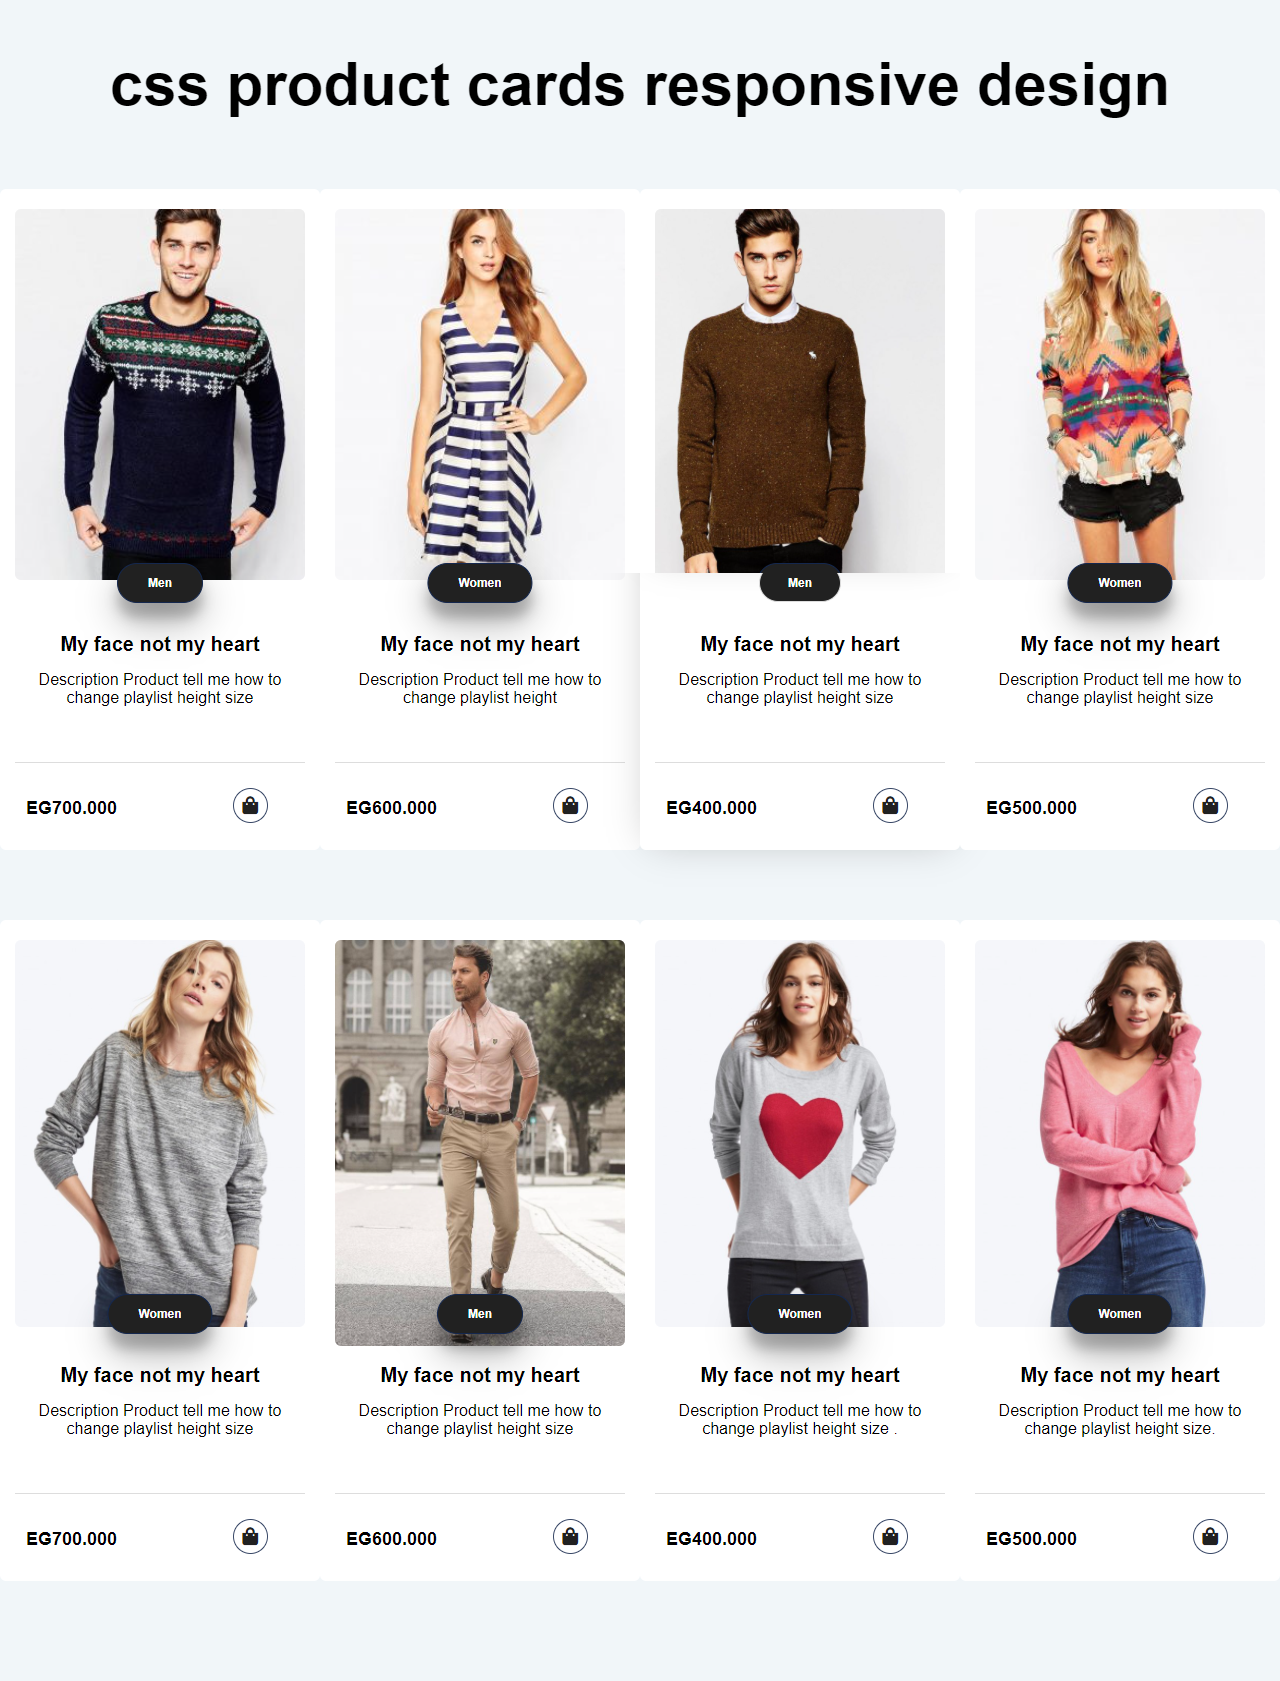 css product cards responsive design
Men
Women
Men
Women
My face not my heart
My face not my heart
My face not my heart
My face not my heart
Description Product tell me how to
change playlist height size
Description Product tell me how to
change playlist height
Description Product tell me how to
change playlist height size
Description Product tell me how to
change playlist height size
EG700.000
EG600.000
EG400.000
EG500.000
Women
Men
Women
Women
My face not my heart
My face not my heart
My face not my heart
My face not my heart
Description Product tell me how to
change playlist height size
Description Product tell me how to
change playlist height size
Description Product tell me how to
change playlist height size .
Description Product tell me how to
change playlist height size.
EG700.000
EG600.000
EG400.000
EG500.000